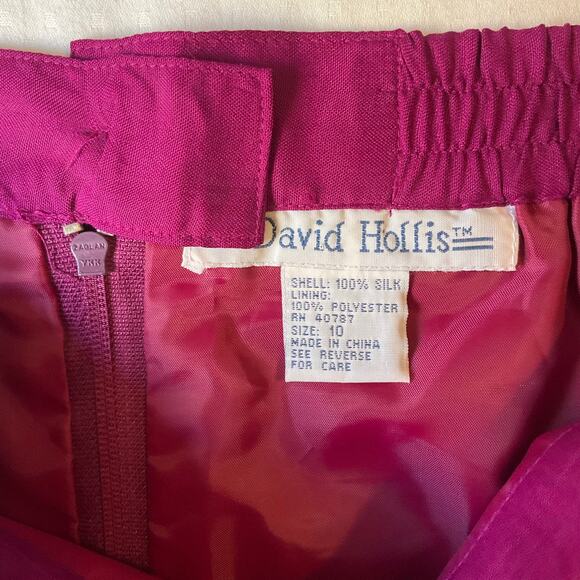 David Hollis™
SHELL: 100% SILK
LINING:
100% POLYESTER
RN 40787
SIZE: 10
MADE IN CHINA
SEE REVERSE
FOR CARE
YKK